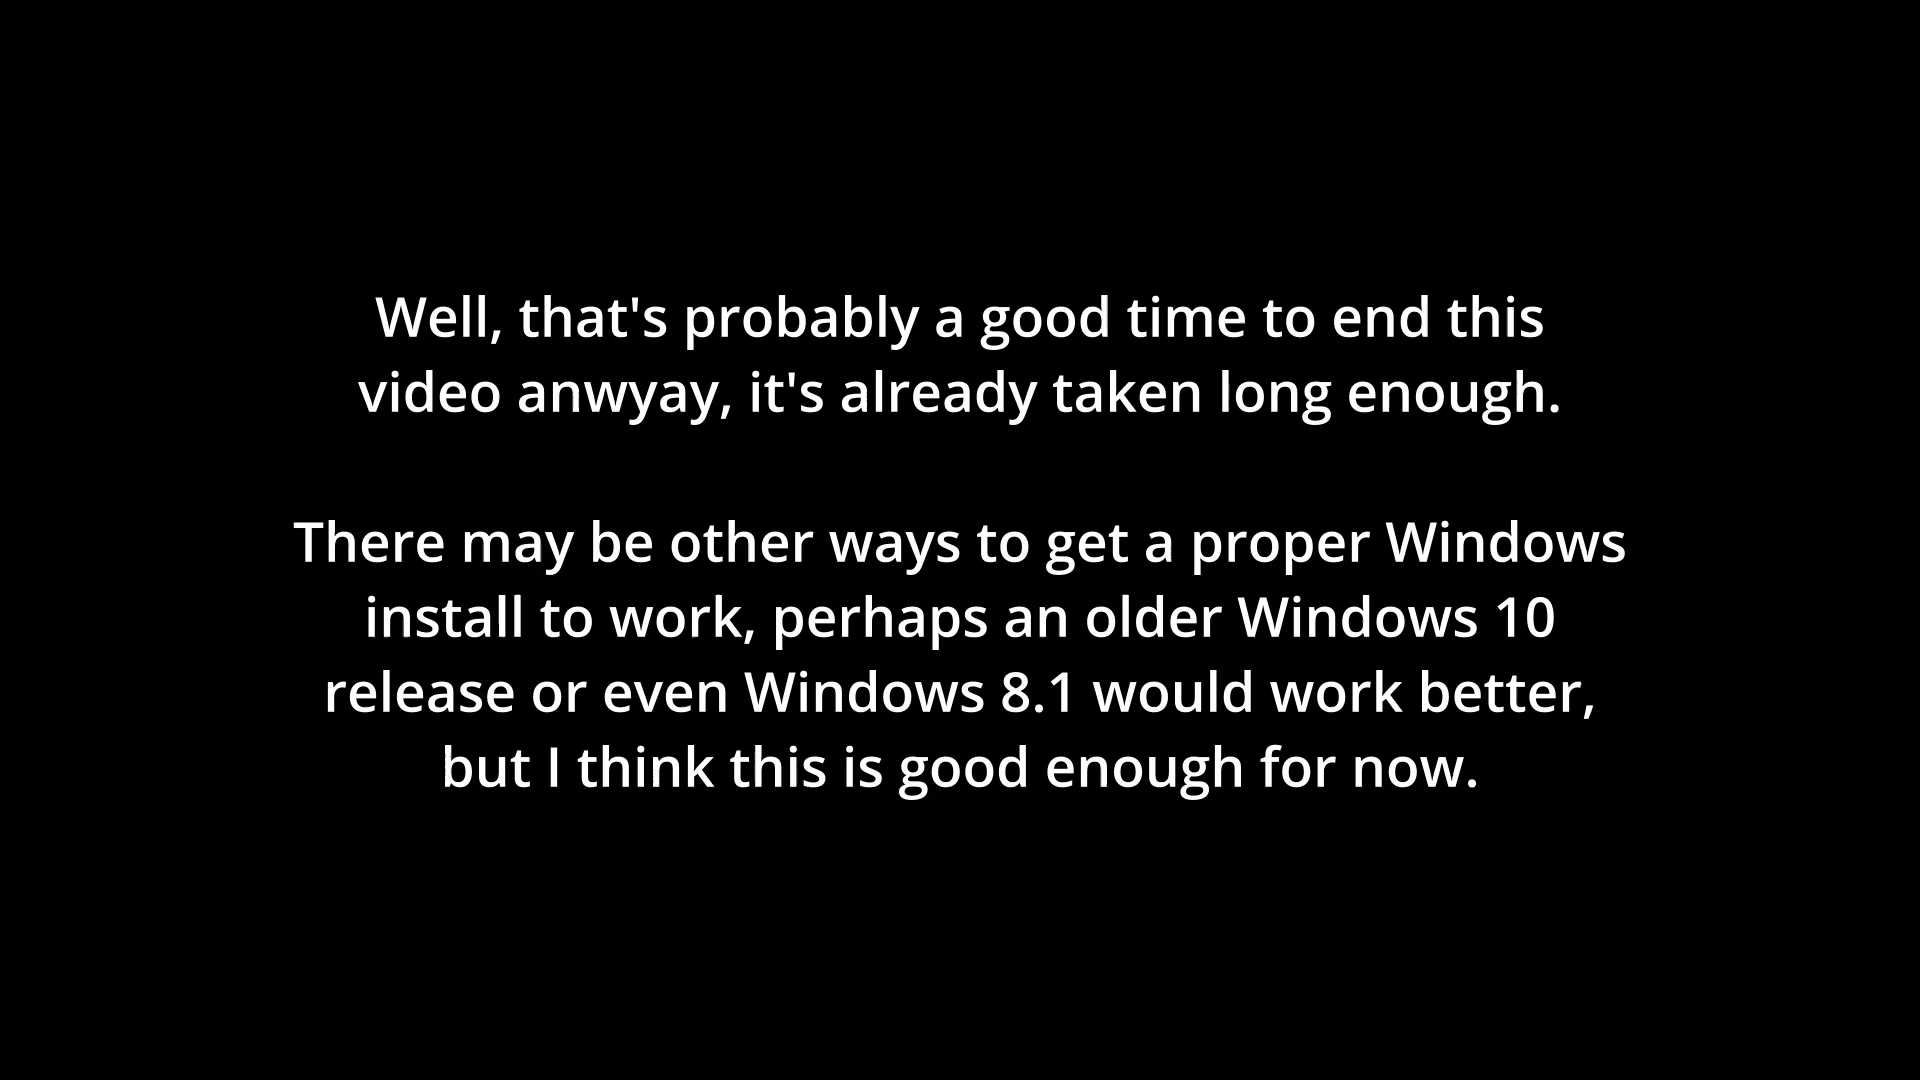 Well, that's probably a good time to end this
video anwyay, it's already taken long enough.
There may be other ways to get a proper Windows
install to work, perhaps an older Windows 10
release or even Windows 8.1 would work better,
but I think this is good enough for now.